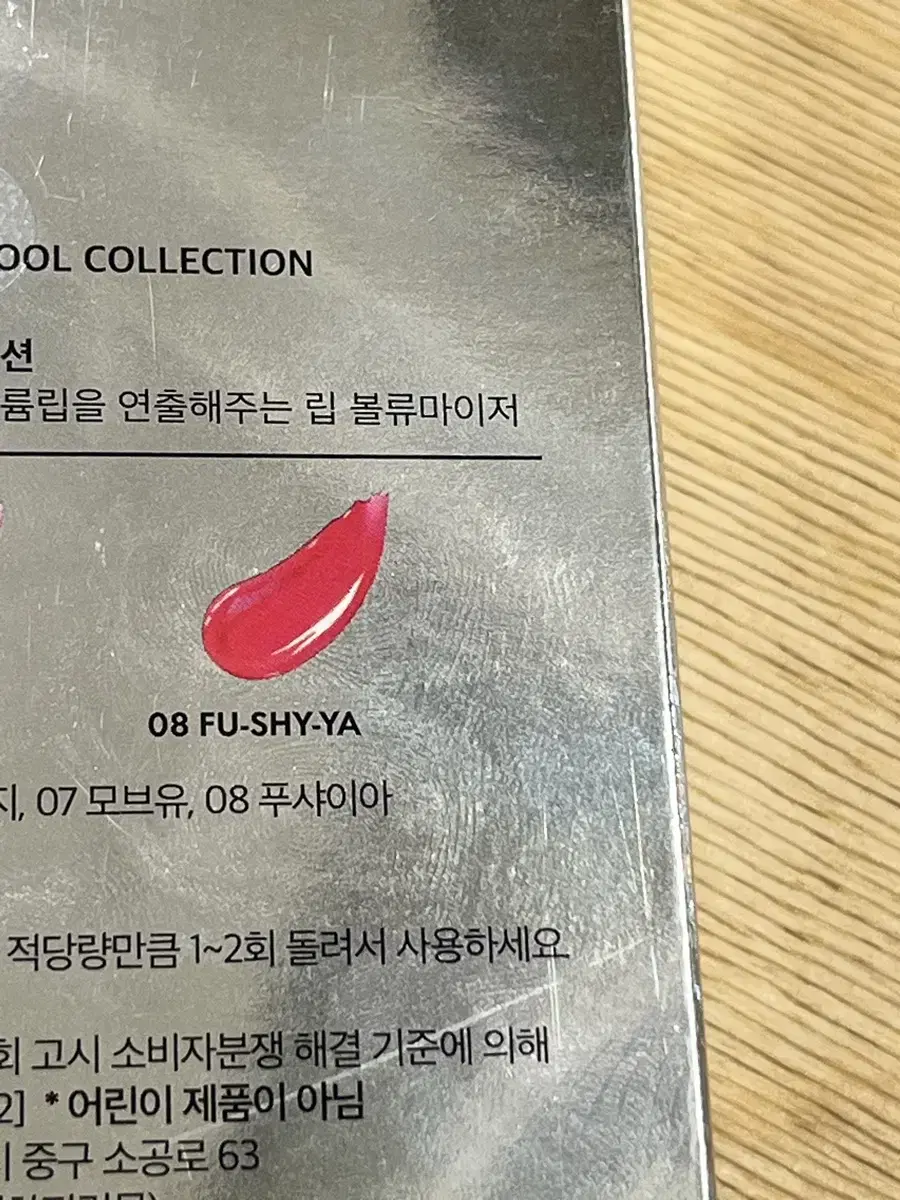 OOL COLLECTION
션
륨립을 연출해주는 립 볼류마이저
08 FU-SHY-YA
지, 07 모브유, 08 푸샤이아
적당량만큼 1~2회 돌려서 사용하세요
회 고시 소비자분쟁 해결 기준에 의해
2] * 어린이 제품이 아님
중구 소공로 63